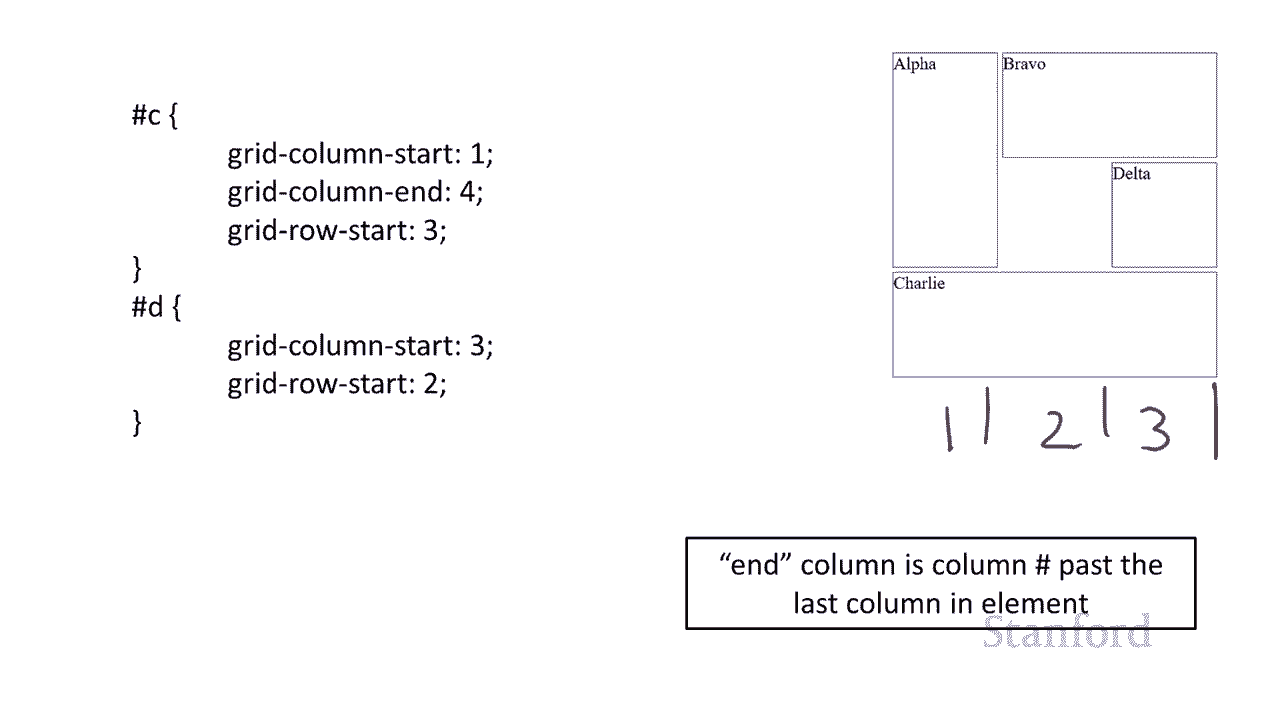 #c {
grid-column-start: 1;
grid-column-end: 4;
grid-row-start: 3;
}
#d {
grid-column-start: 3;
grid-row-start: 2;
}
Alpha
Bravo
Delta
Charlie
1 | 2 | 3 |
“end” column is column # past the
last column in element
Stanford